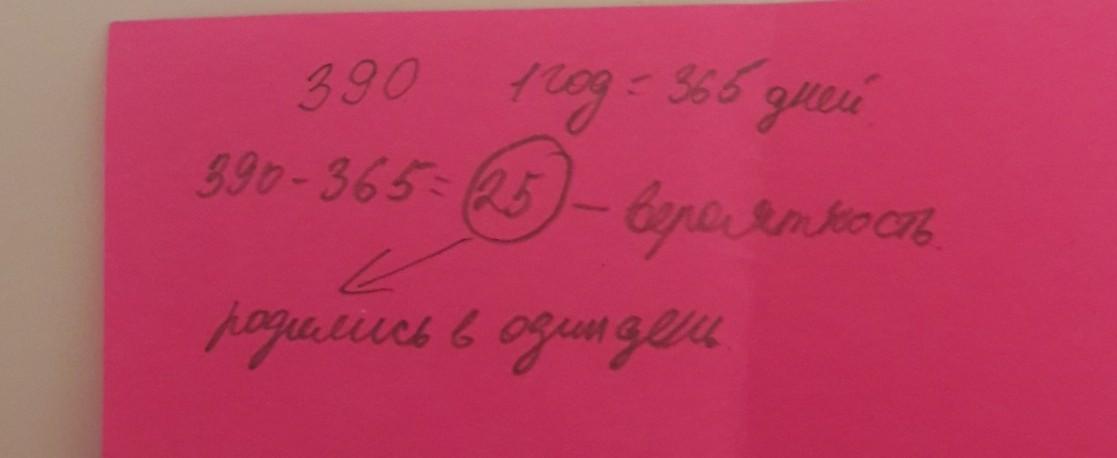 390 1 год = 365 дней
390 - 365 = 25 – вероятность
родились в один день